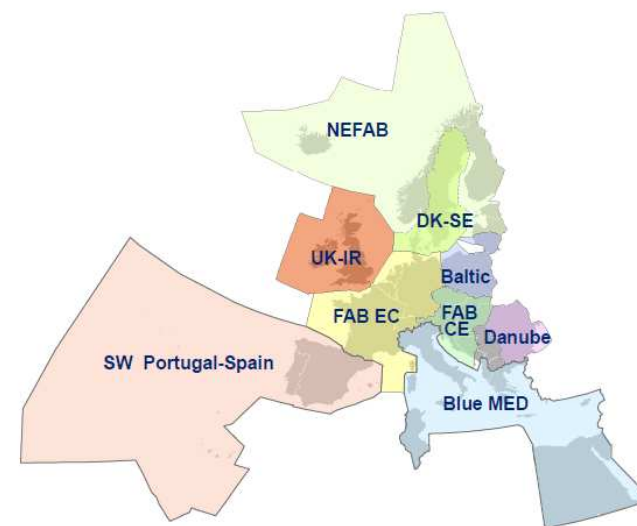 NEFAB
DK-SE
UK-IR
Baltic
FAB EC
FAB
CE
Danube
SW Portugal-Spain
Blue MED